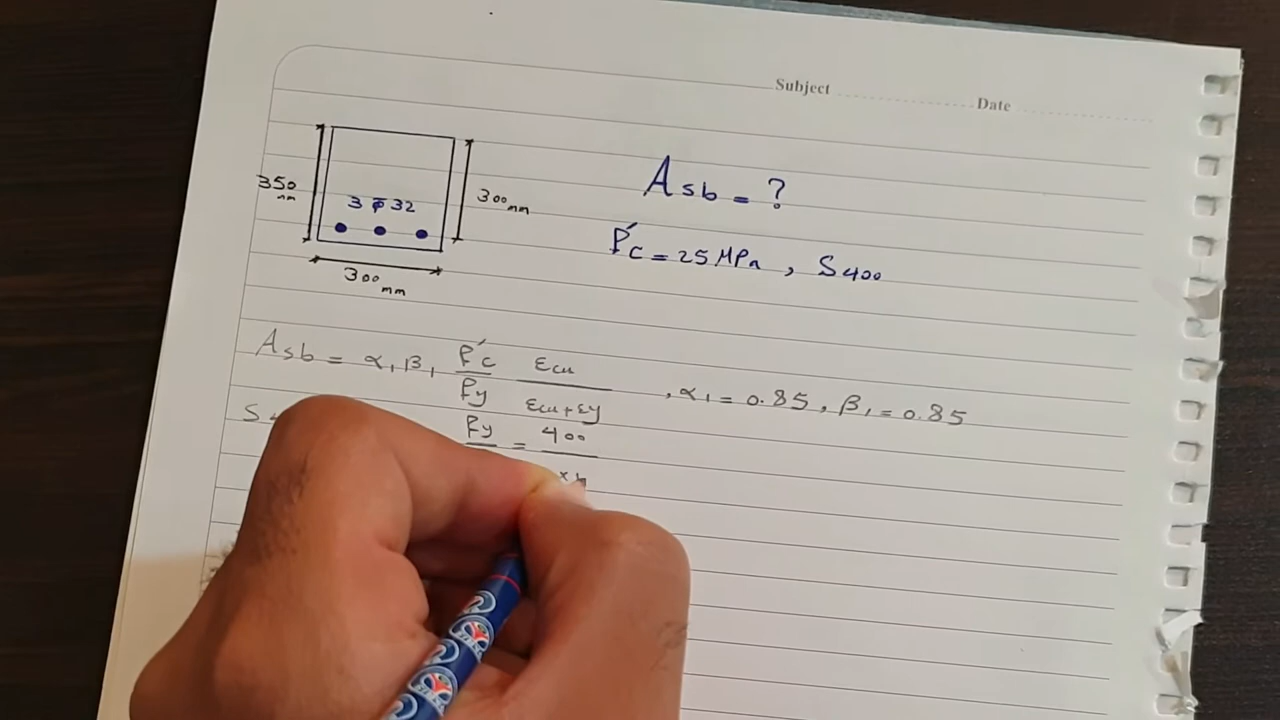 Subject Date
350 mm
3 Φ 32
300 mm
300 mm
Asb = ?
f'c = 25 MPa , S400
Asb = α1 β1 f'c / fy εcu / εcu+εy , α1 = 0.85 , β1 = 0.85
fy = 400